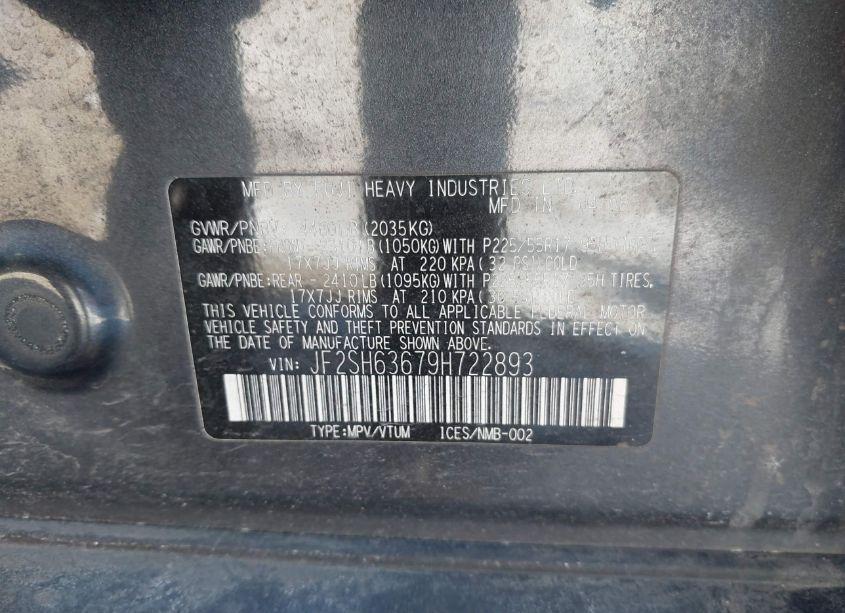 MFD BY FUJI HEAVY INDUSTRIES LTD.
MFD IN
GVWR/PNBV (2035KG)
GAWR/PNBE: LB(1050KG)WITH P225/55R17
17X7JJ RIMS AT 220 KPA( 32 PSI)COLD
GAWR/PNBE:REAR - 2410LB(1095KG)WITH TIRES,
17X7JJ RIMS AT 210 KPA( COLD
THIS VEHICLE CONFORMS TO ALL APPLICABLE FEDERAL MOTOR
VEHICLE SAFETY AND THEFT PREVENTION STANDARDS IN EFFECT ON
THE DATE OF MANUFACTURE SHOWN ABOVE.
VIN: JF2SH63679H722893
TYPE:MPV/VTUM ICES/NMB-002